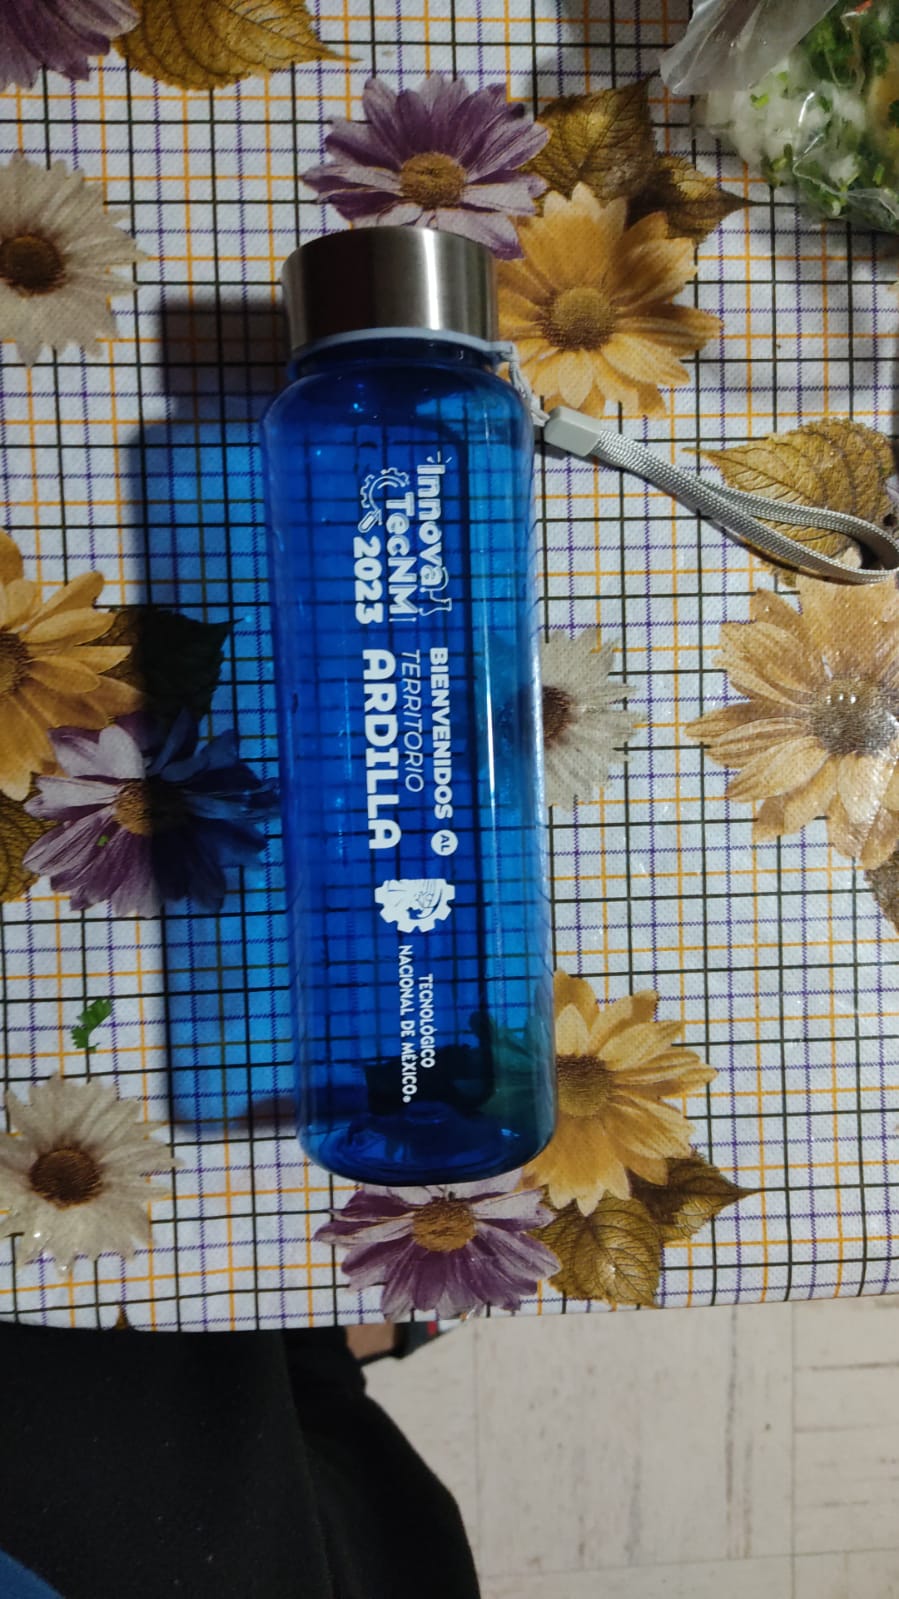 Innova
TecNM
2023
BIENVENIDOS AL
TERRITORIO
ARDILLA
TECNOLÓGICO
NACIONAL DE MÉXICO®